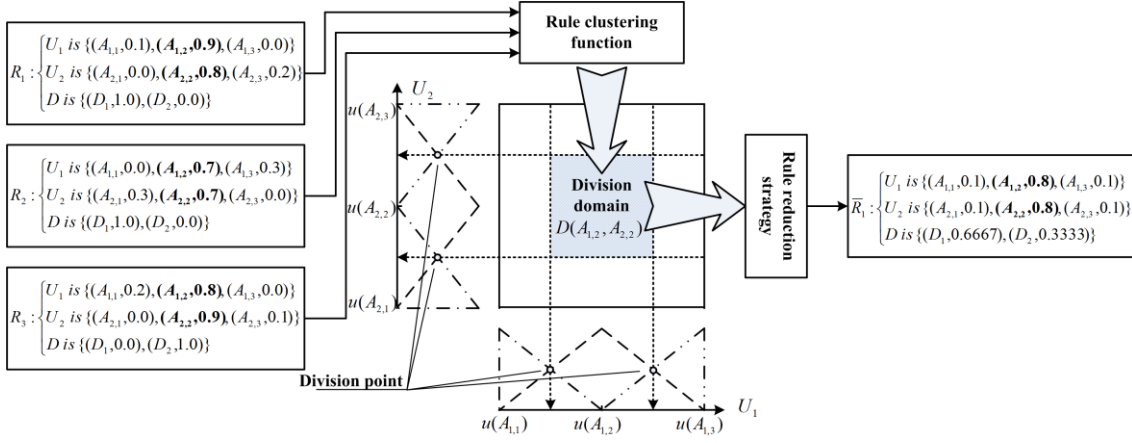 Rule clustering
function
R₁ :
U₁ is {(A₁,₁,0.1),(A₁,₂,0.9),(A₁,₃,0.0)}
U₂ is {(A₂,₁,0.0),(A₂,₂,0.8),(A₂,₃,0.2)}
D is {(D₁,1.0),(D₂,0.0)}
R₂ :
U₁ is {(A₁,₁,0.0),(A₁,₂,0.7),(A₁,₃,0.3)}
U₂ is {(A₂,₁,0.3),(A₂,₂,0.7),(A₂,₃,0.0)}
D is {(D₁,1.0),(D₂,0.0)}
R₃ :
U₁ is {(A₁,₁,0.2),(A₁,₂,0.8),(A₁,₃,0.0)}
U₂ is {(A₂,₁,0.0),(A₂,₂,0.9),(A₂,₃,0.1)}
D is {(D₁,0.0),(D₂,1.0)}
U₂
u(A₂,₃)
u(A₂,₂)
u(A₂,₁)
Division
domain
D(A₁,₂, A₂,₂)
Rule reduction
strategy
R̅₁ :
U₁ is {(A₁,₁,0.1),(A₁,₂,0.8),(A₁,₃,0.1)}
U₂ is {(A₂,₁,0.1),(A₂,₂,0.8),(A₂,₃,0.1)}
D is {(D₁,0.6667),(D₂,0.3333)}
Division point
u(A₁,₁)
u(A₁,₂)
u(A₁,₃)
U₁